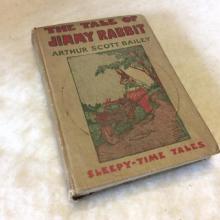 THE TALE OF
JIMMY RABBIT
ARTHUR SCOTT BAILEY
SLEEPY-TIME TALES